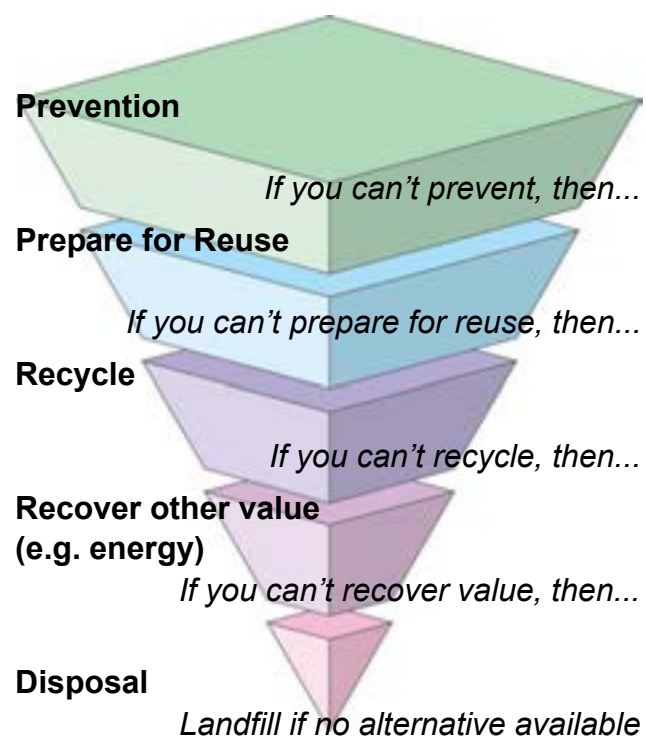 Prevention
If you can’t prevent, then...
Prepare for Reuse
If you can’t prepare for reuse, then...
Recycle
If you can’t recycle, then...
Recover other value
(e.g. energy)
If you can’t recover value, then...
Disposal
Landfill if no alternative available